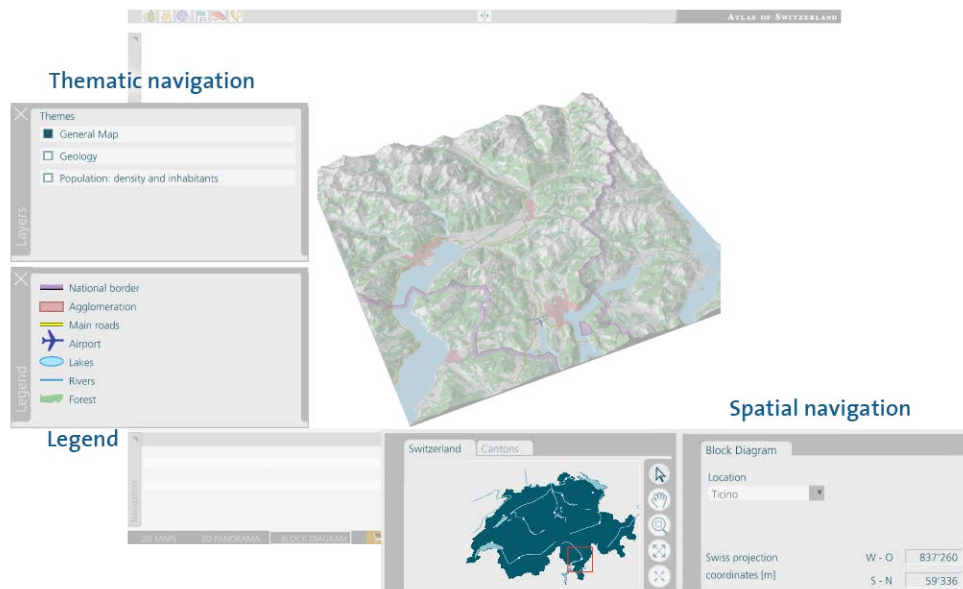 ATLAS OF SWITZERLAND
Thematic navigation
Themes
General Map
Geology
Population: density and inhabitants
Layers
National border
Agglomeration
Main roads
Airport
Lakes
Rivers
Forest
Legend
Legend
Spatial navigation
Navigation
2D MAPS
3D PANORAMA
BLOCK DIAGRAM
Switzerland
Cantons
Block Diagram
Location
Ticino
Swiss projection
coordinates [m]
W - O
837'260
S - N
59'336